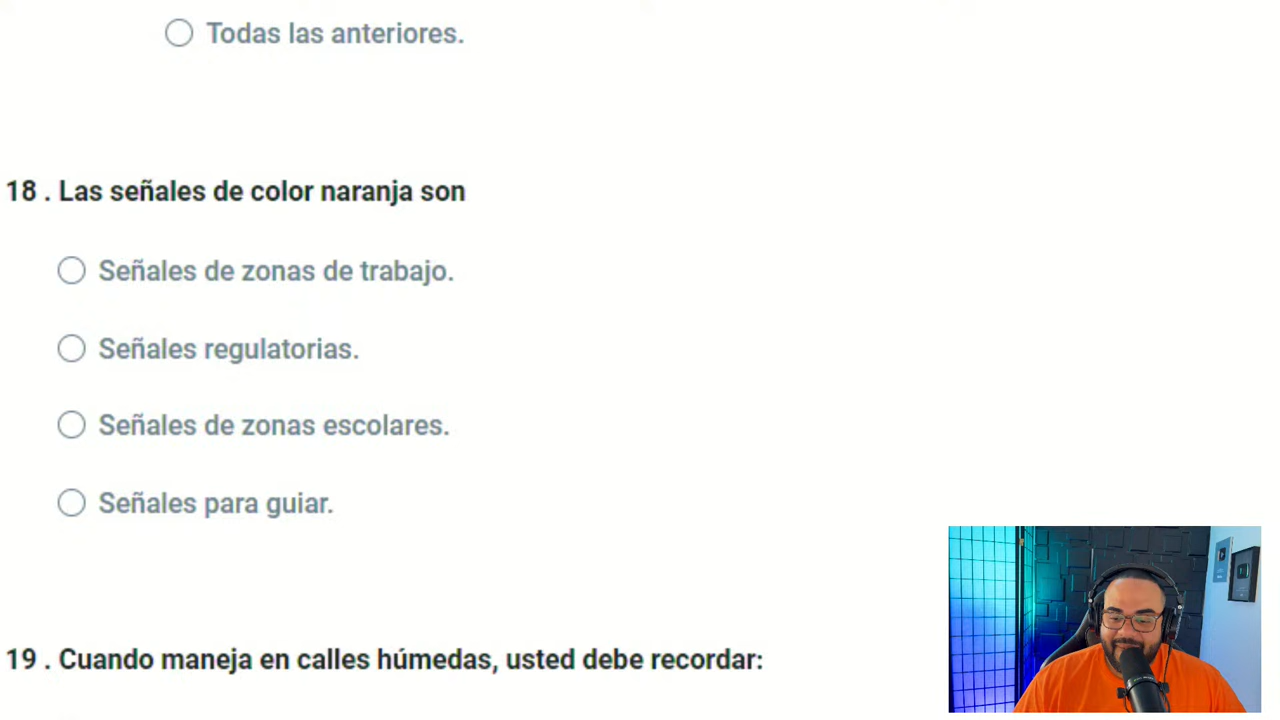 Todas las anteriores.
18 . Las señales de color naranja son
Señales de zonas de trabajo.
Señales regulatorias.
Señales de zonas escolares.
Señales para guiar.
19 . Cuando maneja en calles húmedas, usted debe recordar: